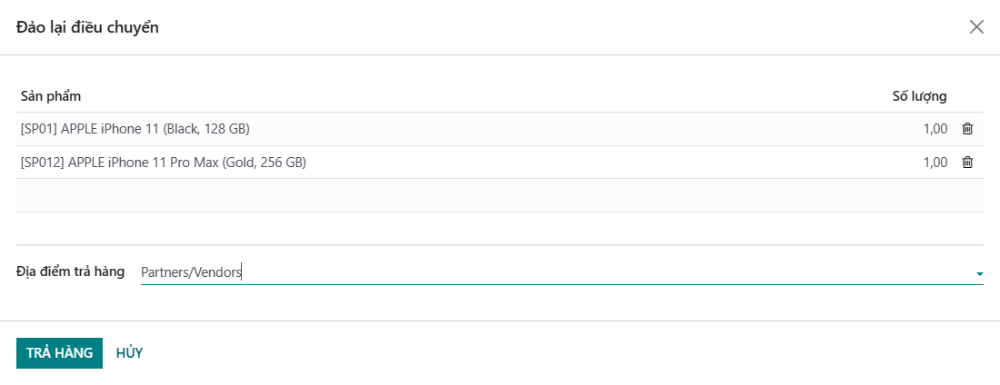 Đảo lại điều chuyển
Sản phẩm Số lượng
[SP01] APPLE iPhone 11 (Black, 128 GB) 1,00
[SP012] APPLE iPhone 11 Pro Max (Gold, 256 GB) 1,00
Địa điểm trả hàng Partners/Vendors
TRẢ HÀNG HỦY